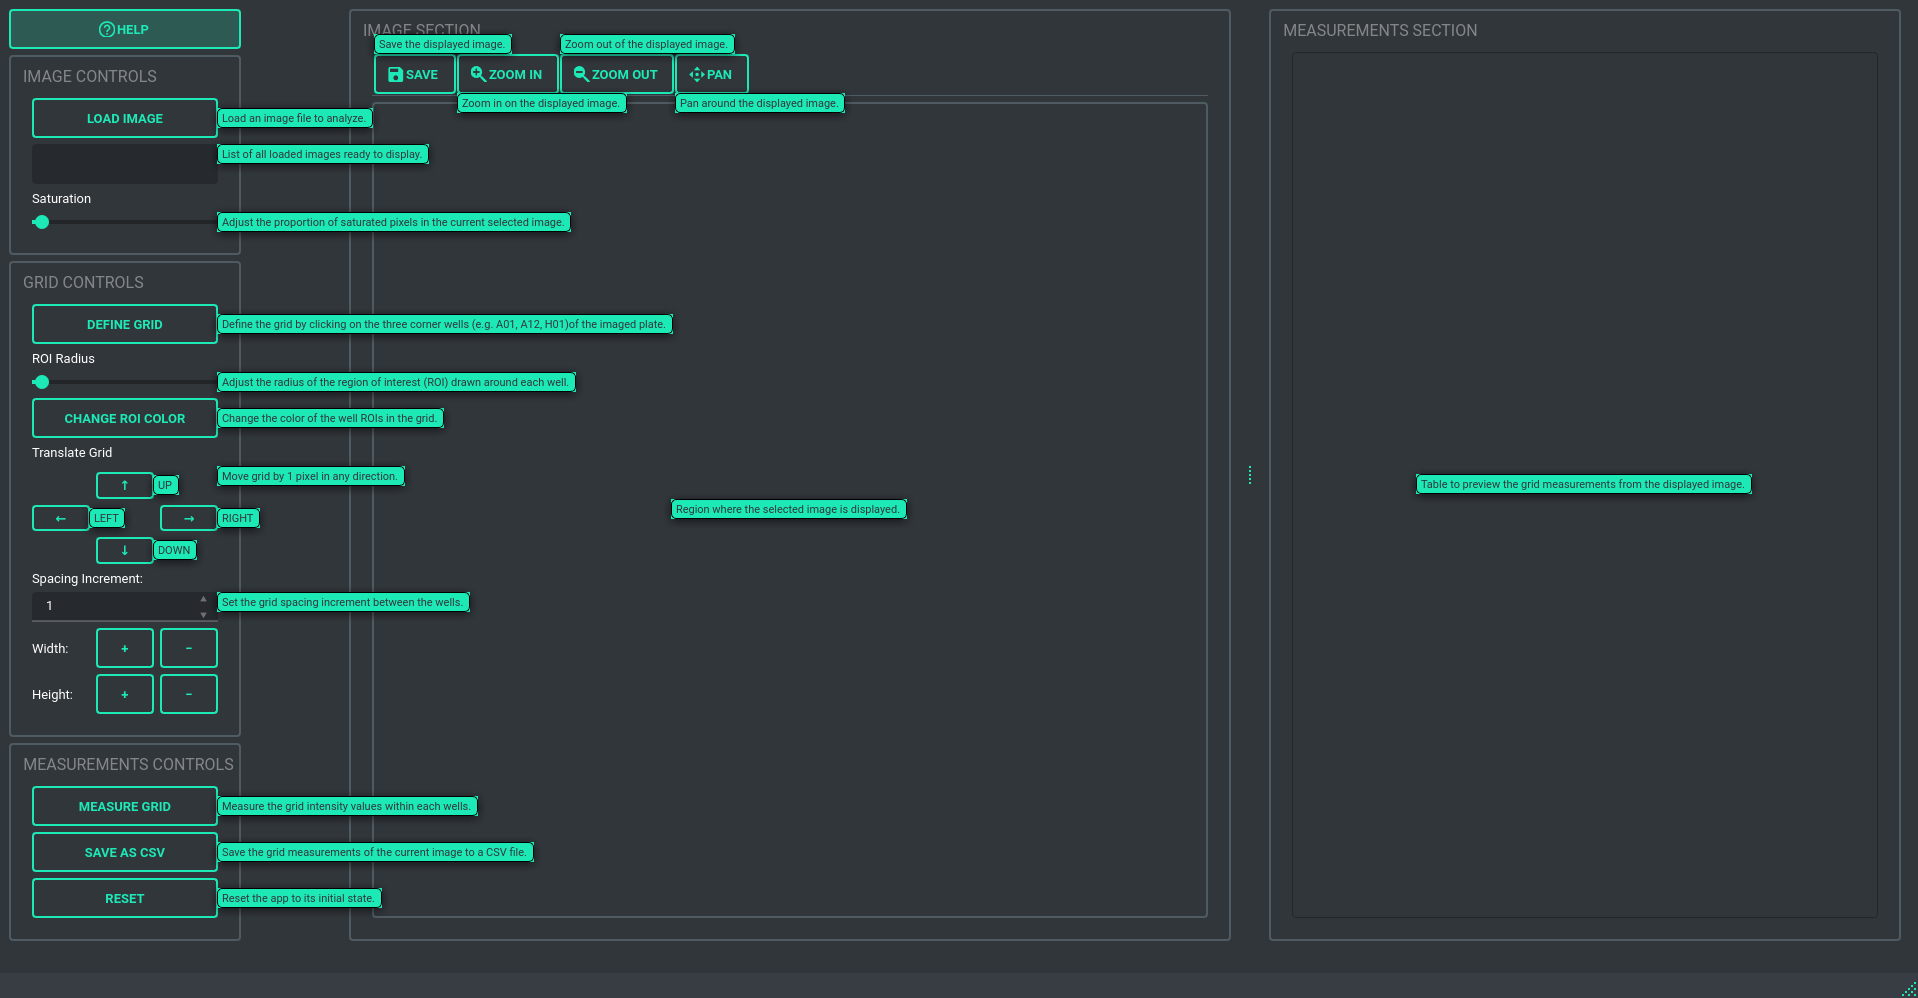 HELP
IMAGE CONTROLS
LOAD IMAGE
Load an image file to analyze.
List of all loaded images ready to display.
Saturation
Adjust the proportion of saturated pixels in the current selected image.
GRID CONTROLS
DEFINE GRID
Define the grid by clicking on the three corner wells (e.g. A01, A12, H01)of the imaged plate.
ROI Radius
Adjust the radius of the region of interest (ROI) drawn around each well.
CHANGE ROI COLOR
Change the color of the well ROIs in the grid.
Translate Grid
Move grid by 1 pixel in any direction.
↑ UP
← LEFT → RIGHT
↓ DOWN
Spacing Increment:
1
Set the grid spacing increment between the wells.
Width: + -
Height: + -
MEASUREMENTS CONTROLS
MEASURE GRID
Measure the grid intensity values within each wells.
SAVE AS CSV
Save the grid measurements of the current image to a CSV file.
RESET
Reset the app to its initial state.
IMAGE SECTION
Save the displayed image.
Zoom out of the displayed image.
SAVE ZOOM IN ZOOM OUT PAN
Zoom in on the displayed image.
Pan around the displayed image.
Region where the selected image is displayed.
MEASUREMENTS SECTION
Table to preview the grid measurements from the displayed image.